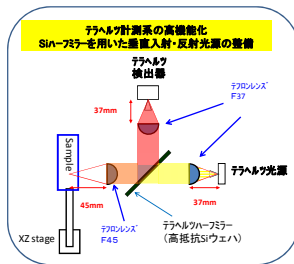 テラヘルツ計測系の高機能化
Siハーフミラーを用いた垂直入射・反射光源の整備
テラヘルツ
検出器
37mm
テフロンレンズ
F37
Sample
テラヘルツ光源
45mm
37mm
テフロンレンズ
F45
テラヘルツハーフミラー
(高抵抗Siウェハ)
XZ stage